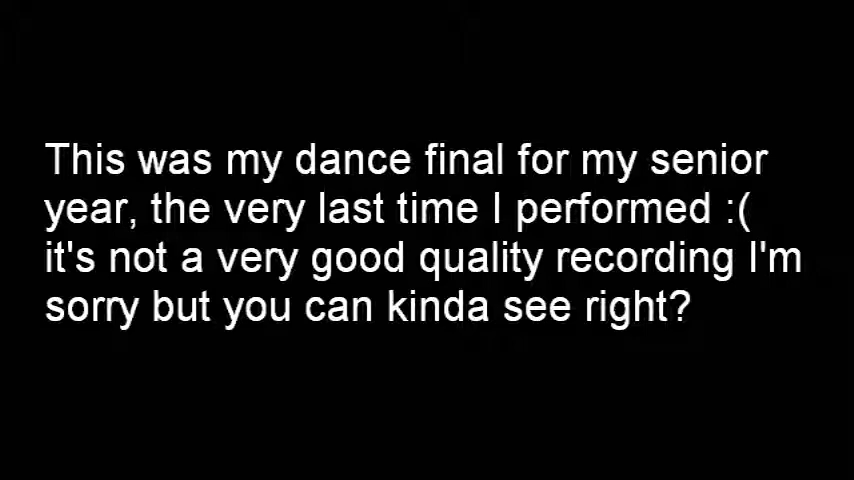 This was my dance final for my senior
year, the very last time I performed :(
it's not a very good quality recording I'm
sorry but you can kinda see right?